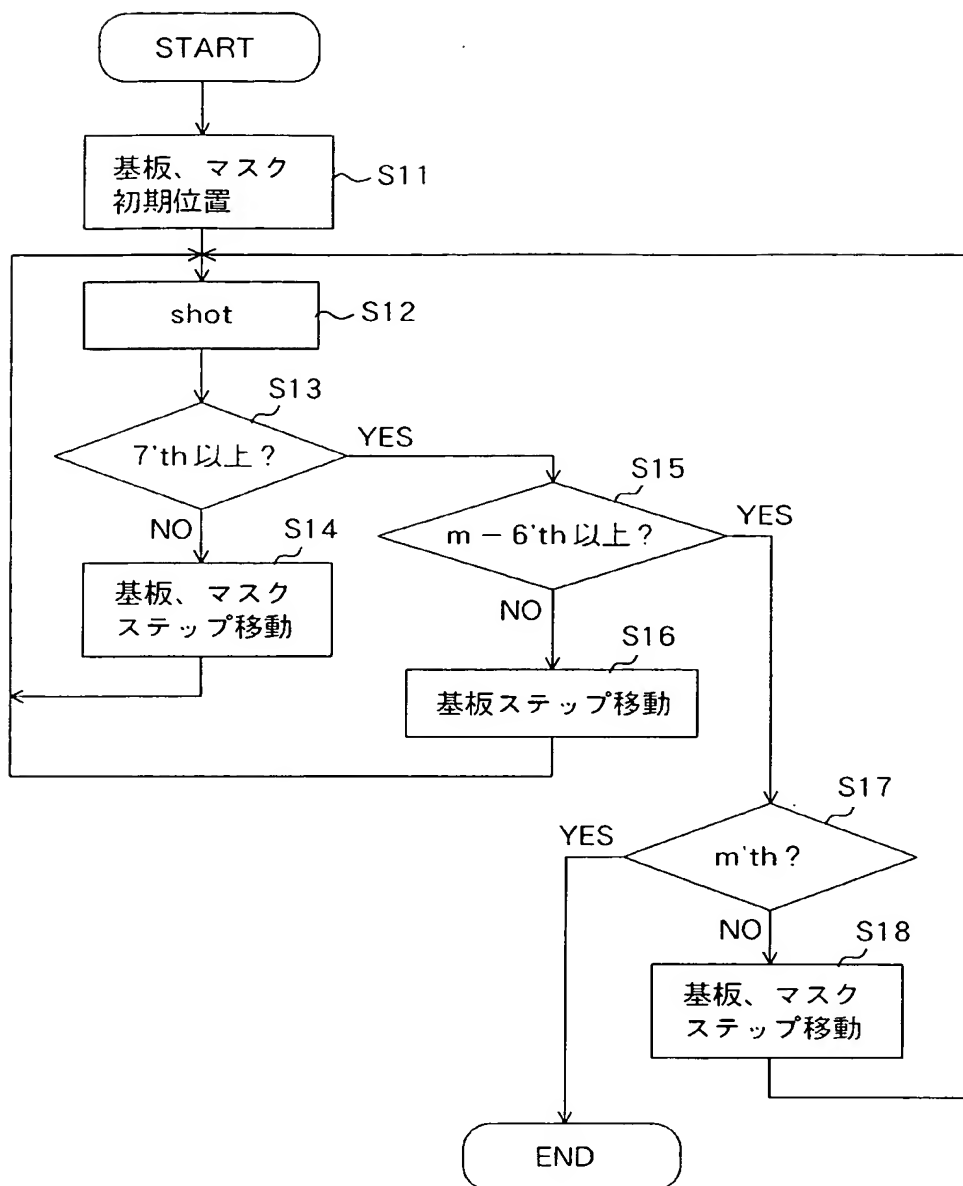 START
基板、マスク
初期位置
S11
shot
S12
S13
7'th 以上?
YES
NO
S14
基板、マスク
ステップ移動
S15
m－6'th 以上?
YES
NO
S16
基板ステップ移動
S17
YES
m'th?
NO
S18
基板、マスク
ステップ移動
END